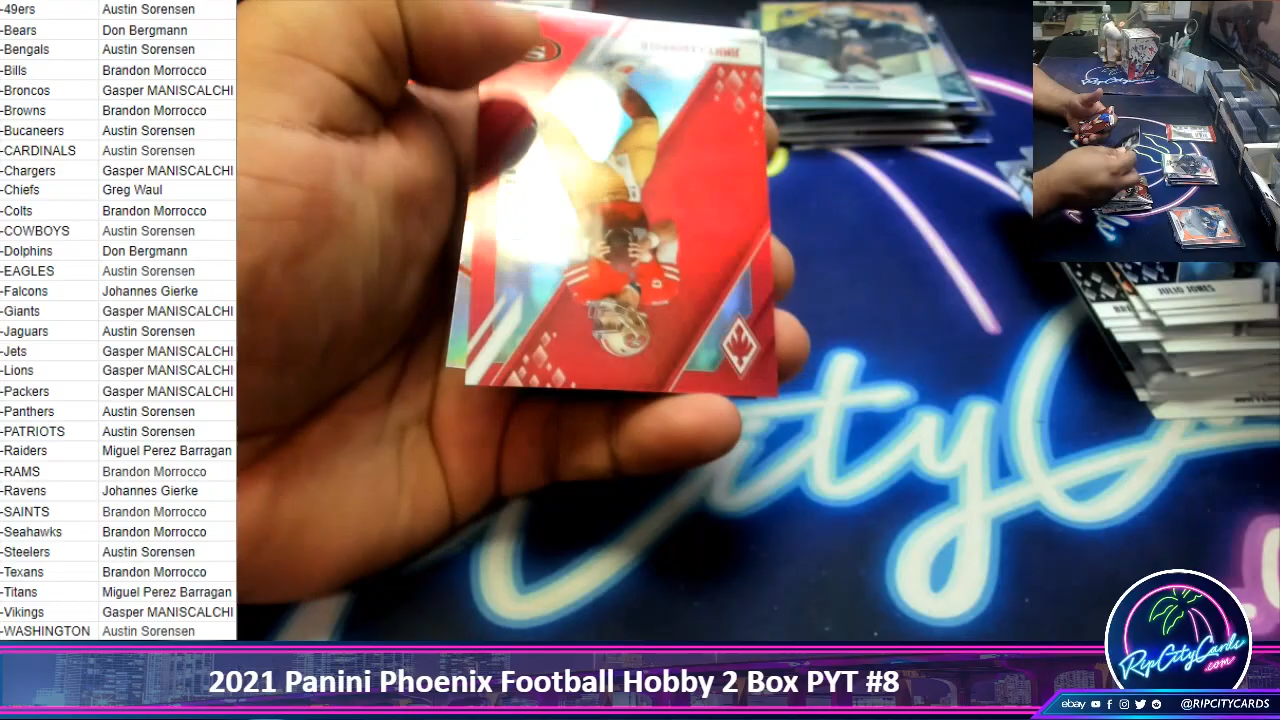 -49ers Austin Sorensen
-Bears Don Bergmann
-Bengals Austin Sorensen
-Bills Brandon Morrocco
-Broncos Gasper MANISCALCHI
-Browns Brandon Morrocco
-Bucaneers Austin Sorensen
-CARDINALS Austin Sorensen
-Chargers Gasper MANISCALCHI
-Chiefs Greg Waul
-Colts Brandon Morrocco
-COWBOYS Austin Sorensen
-Dolphins Don Bergmann
-EAGLES Austin Sorensen
-Falcons Johannes Gierke
-Giants Gasper MANISCALCHI
-Jaguars Austin Sorensen
-Jets Gasper MANISCALCHI
-Lions Gasper MANISCALCHI
-Packers Gasper MANISCALCHI
-Panthers Austin Sorensen
-PATRIOTS Austin Sorensen
-Raiders Miguel Perez Barragan
-RAMS Brandon Morrocco
-Ravens Johannes Gierke
-SAINTS Brandon Morrocco
-Seahawks Brandon Morrocco
-Steelers Austin Sorensen
-Texans Brandon Morrocco
-Titans Miguel Perez Barragan
-Vikings Gasper MANISCALCHI
-WASHINGTON Austin Sorensen
JULIO JONES
City
RipCityCards
.com
2021 Panini Phoenix Football Hobby 2 Box PYT #8
ebay @RIPCITYCARDS